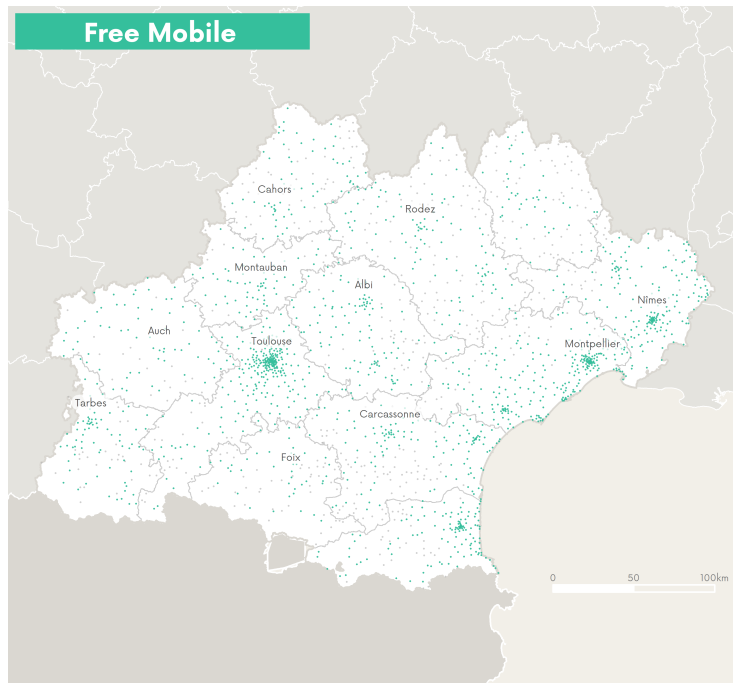 Free Mobile
Cahors
Rodez
Montauban
Albi
Nîmes
Auch
Toulouse
Montpellier
Tarbes
Carcassonne
Foix
0 50 100km